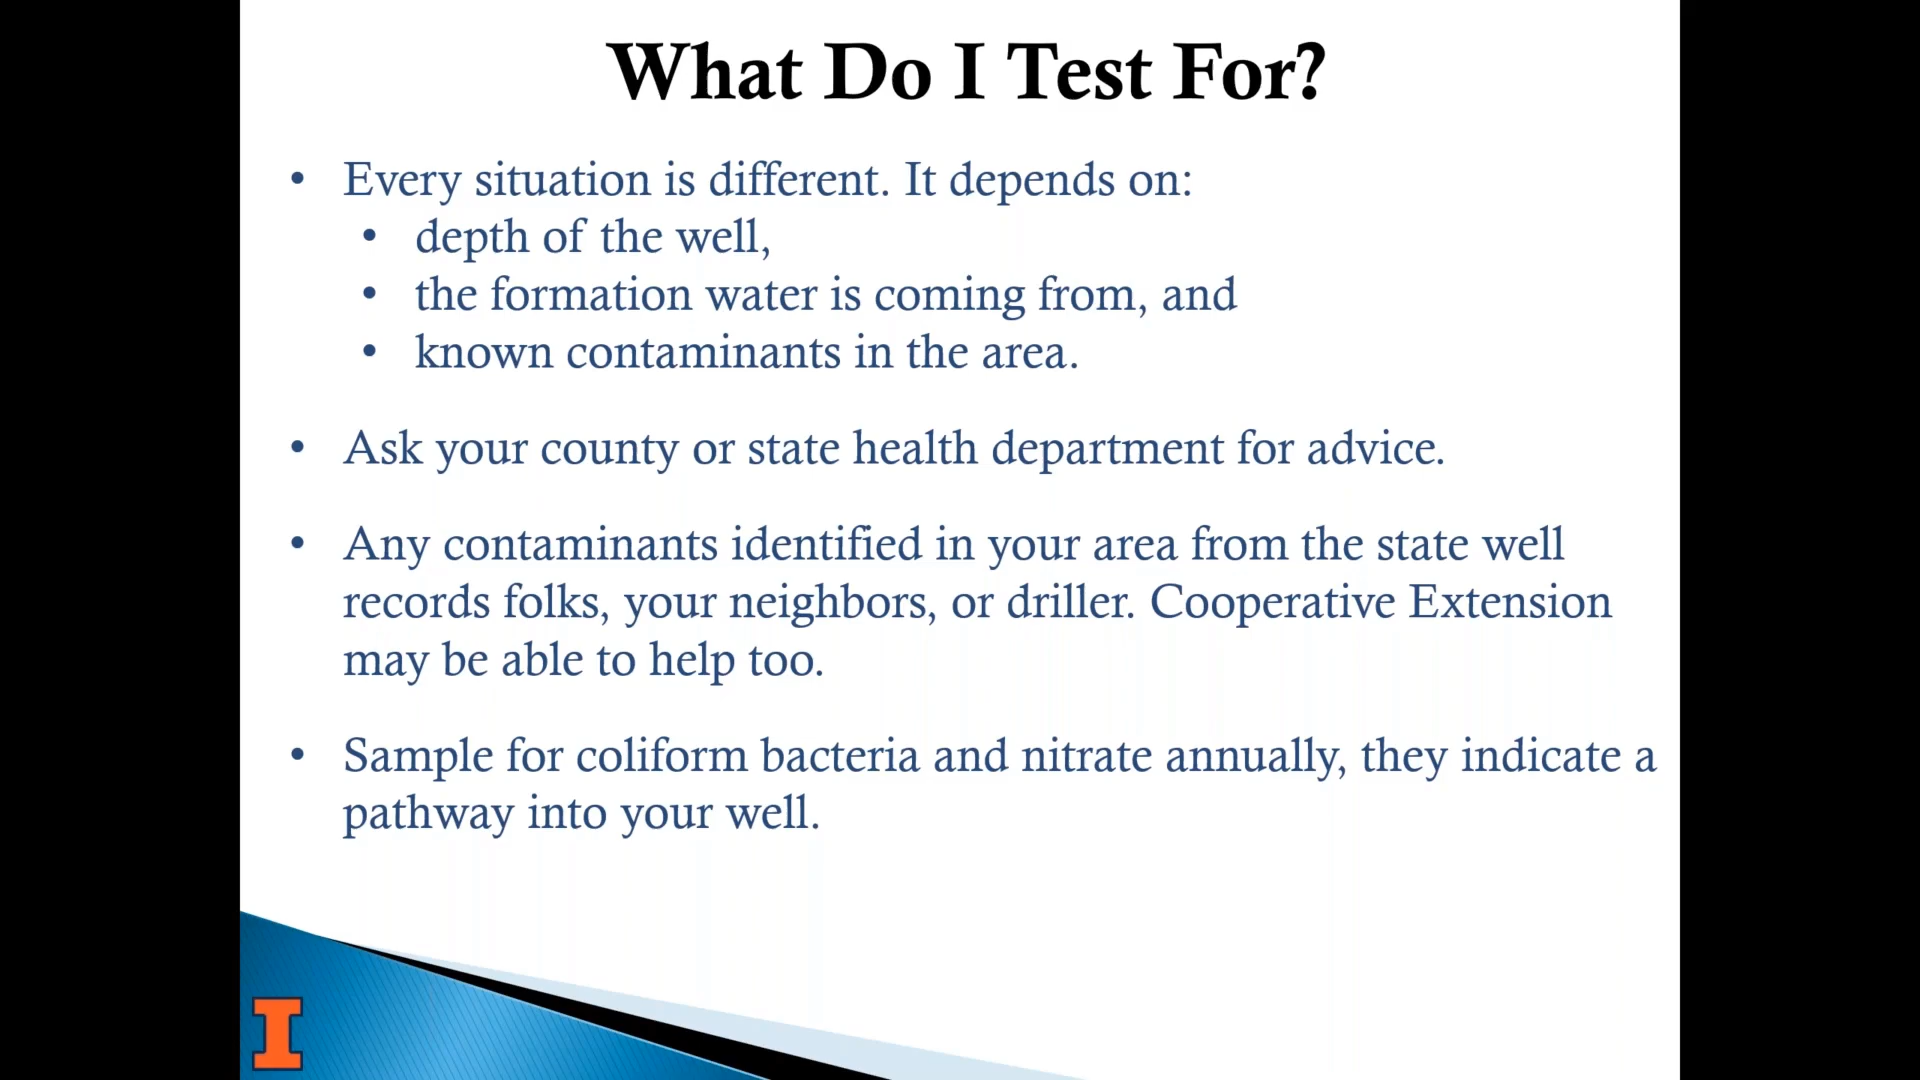 What Do I Test For?
• Every situation is different. It depends on:
• depth of the well,
• the formation water is coming from, and
• known contaminants in the area.
• Ask your county or state health department for advice.
• Any contaminants identified in your area from the state well
records folks, your neighbors, or driller. Cooperative Extension
may be able to help too.
• Sample for coliform bacteria and nitrate annually, they indicate a
pathway into your well.
I